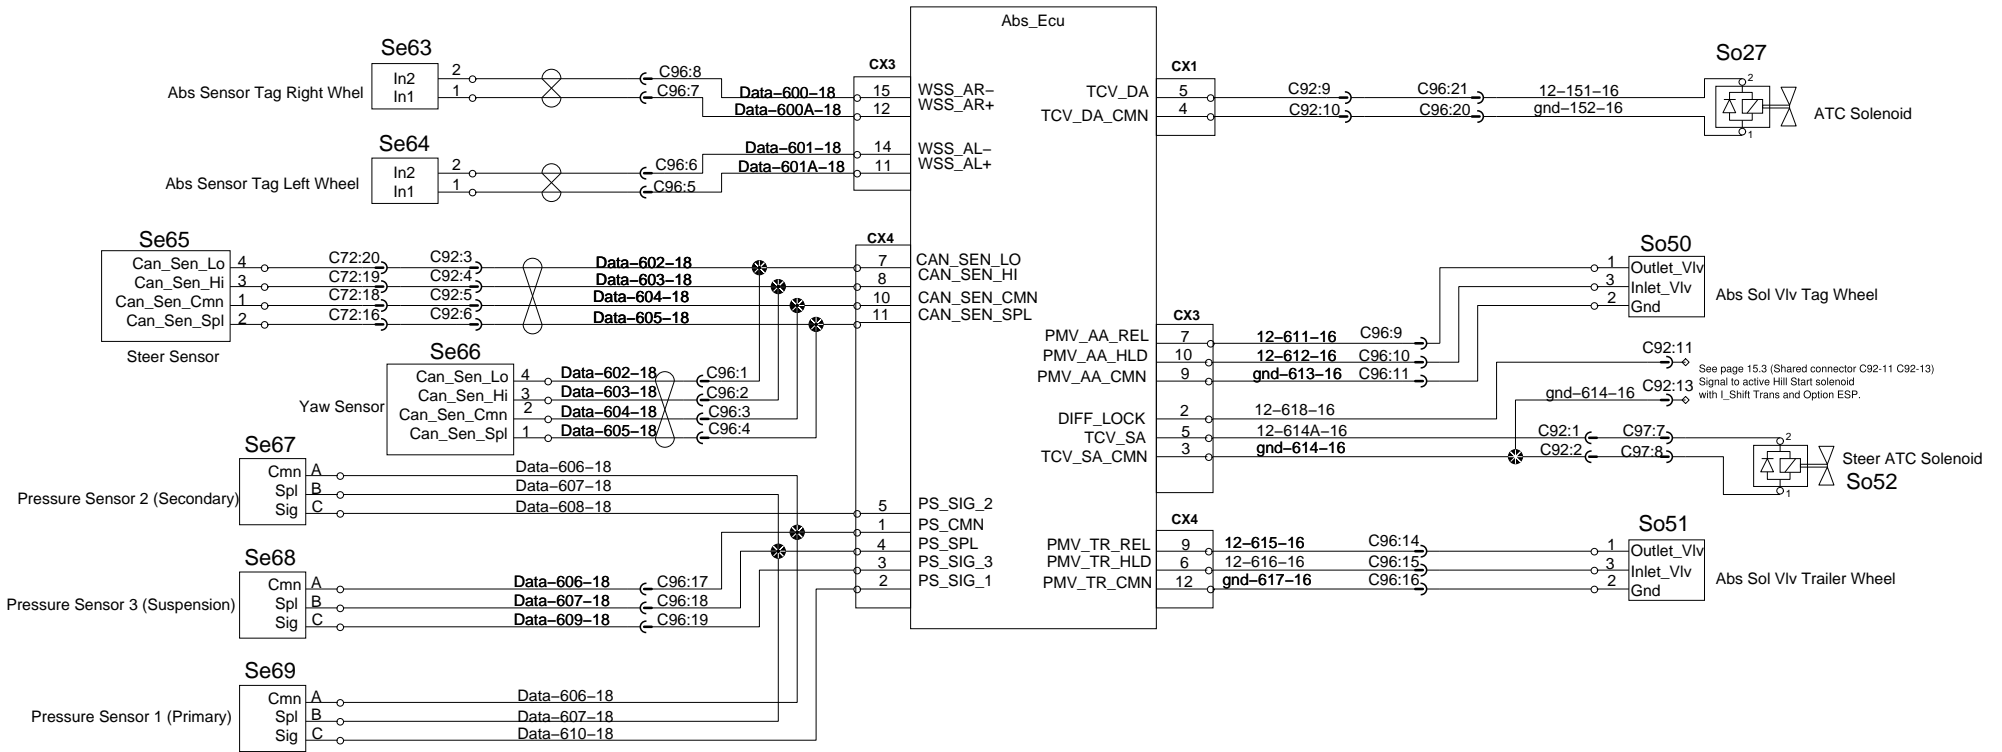 Abs_Ecu
Se63
Abs Sensor Tag Right Whel
In2
In1
2
1
C96:8
C96:7
Data-600-18
Data-600A-18
CX3
15
12
WSS_AR-
WSS_AR+
Se64
Abs Sensor Tag Left Wheel
In2
In1
2
1
C96:6
C96:5
Data-601-18
Data-601A-18
14
11
WSS_AL-
WSS_AL+
Se65
Can_Sen_Lo
Can_Sen_Hi
Can_Sen_Cmn
Can_Sen_Spl
4
3
1
2
Steer Sensor
C72:20
C72:19
C72:18
C72:16
C92:3
C92:4
C92:5
C92:6
Data-602-18
Data-603-18
Data-604-18
Data-605-18
CX4
7
8
10
11
CAN_SEN_LO
CAN_SEN_HI
CAN_SEN_CMN
CAN_SEN_SPL
Se66
Yaw Sensor
Can_Sen_Lo
Can_Sen_Hi
Can_Sen_Cmn
Can_Sen_Spl
4
3
2
1
Data-602-18
Data-603-18
Data-604-18
Data-605-18
C96:1
C96:2
C96:3
C96:4
Se67
Pressure Sensor 2 (Secondary)
Cmn
Spl
Sig
A
B
C
Data-606-18
Data-607-18
Data-608-18
5
1
4
3
2
PS_SIG_2
PS_CMN
PS_SPL
PS_SIG_3
PS_SIG_1
Se68
Pressure Sensor 3 (Suspension)
Cmn
Spl
Sig
A
B
C
Data-606-18
Data-607-18
Data-609-18
C96:17
C96:18
C96:19
Se69
Pressure Sensor 1 (Primary)
Cmn
Spl
Sig
A
B
C
Data-606-18
Data-607-18
Data-610-18
CX1
TCV_DA
TCV_DA_CMN
5
4
C92:9
C92:10
C96:21
C96:20
12-151-16
gnd-152-16
So27
2
1
ATC Solenoid
CX3
PMV_AA_REL
PMV_AA_HLD
PMV_AA_CMN
DIFF_LOCK
TCV_SA
TCV_SA_CMN
7
10
9
2
5
3
12-611-16
12-612-16
gnd-613-16
12-618-16
12-614A-16
gnd-614-16
C96:9
C96:10
C96:11
So50
1
3
2
Outlet_Vlv
Inlet_Vlv
Gnd
Abs Sol Vlv Tag Wheel
C92:11
C92:13
gnd-614-16
See page 15.3 (Shared connector C92-11 C92-13)
Signal to active Hill Start solenoid
with I_Shift Trans and Option ESP.
C92:1
C92:2
C97:7
C97:8
2
1
Steer ATC Solenoid
So52
CX4
PMV_TR_REL
PMV_TR_HLD
PMV_TR_CMN
9
6
12
12-615-16
12-616-16
gnd-617-16
C96:14
C96:15
C96:16
So51
1
3
2
Outlet_Vlv
Inlet_Vlv
Gnd
Abs Sol Vlv Trailer Wheel